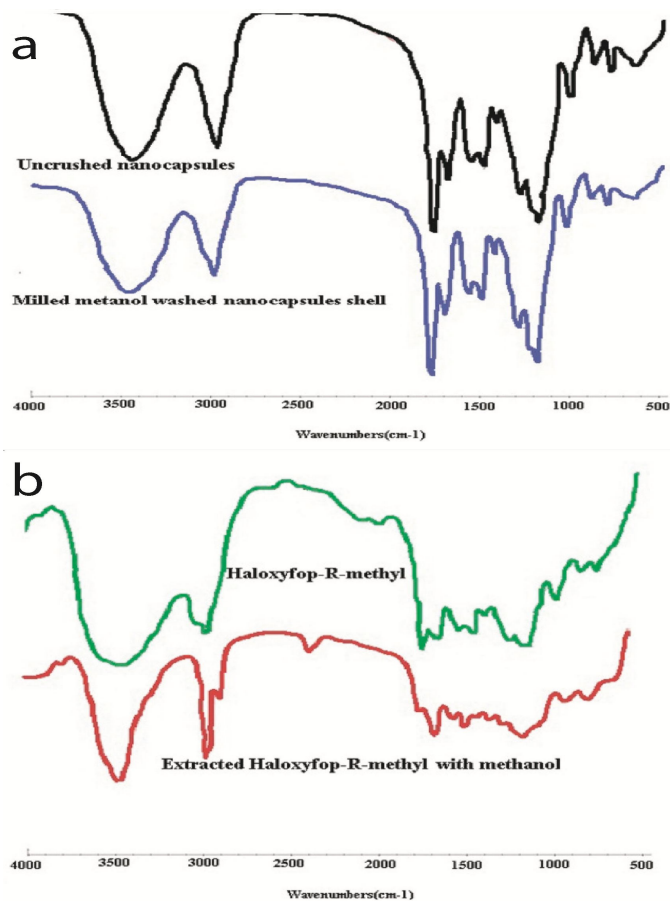 a
Uncrushed nanocapsules
Milled metanol washed nanocapsules shell
4000 3500 3000 2500 2000 1500 1000 500
Wavenumbers(cm-1)
b
Haloxyfop-R-methyl
Extracted Haloxyfop-R-methyl with methanol
4000 3500 3000 2500 2000 1500 1000 500
Wavenumbers(cm-1)